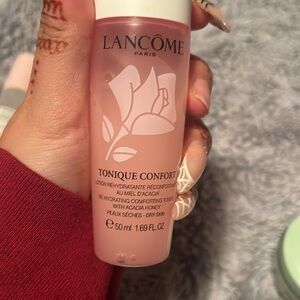 LANCÔME
PARIS
TONIQUE CONFORT
LOTION RÉHYDRATANTE RÉCONFORTANTE
AU MIEL D'ACACIA
RE-HYDRATING COMFORTING TONER
WITH ACACIA HONEY
PEAUX SÈCHES - DRY SKIN
℮ 50 ml 1.69 FL.OZ